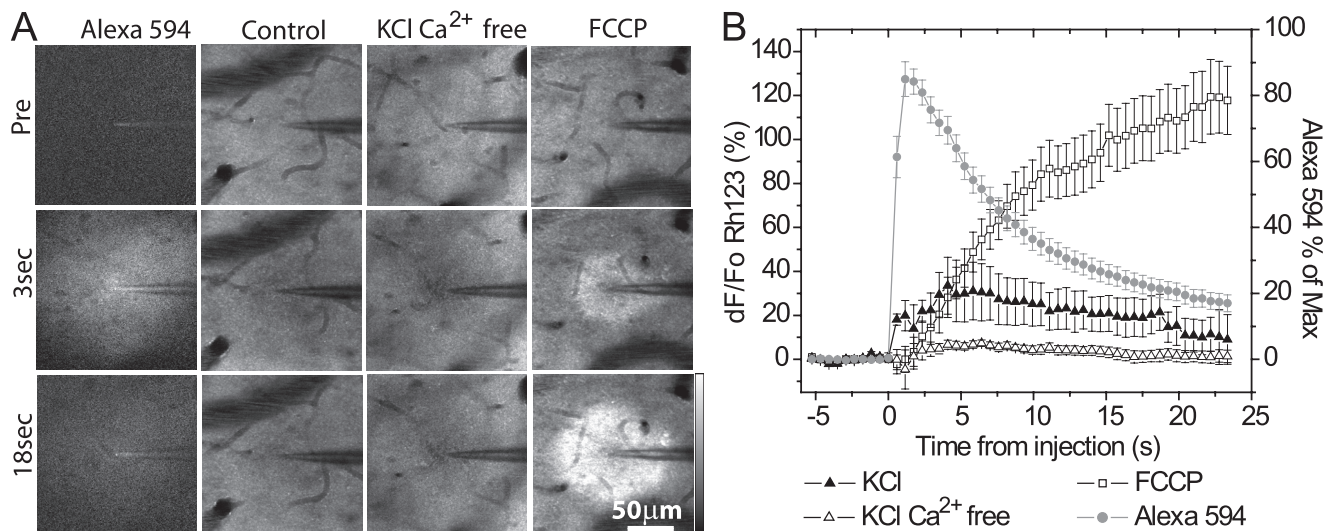 A
Alexa 594
Control
KCl Ca²⁺ free
FCCP
Pre
3sec
18sec
50μm
B
dF/Fo Rh123 (%)
140
120
100
80
60
40
20
0
100
80
60
40
20
0
Alexa 594 % of Max
-5 0 5 10 15 20 25
Time from injection (s)
KCl
FCCP
KCl Ca²⁺ free
Alexa 594